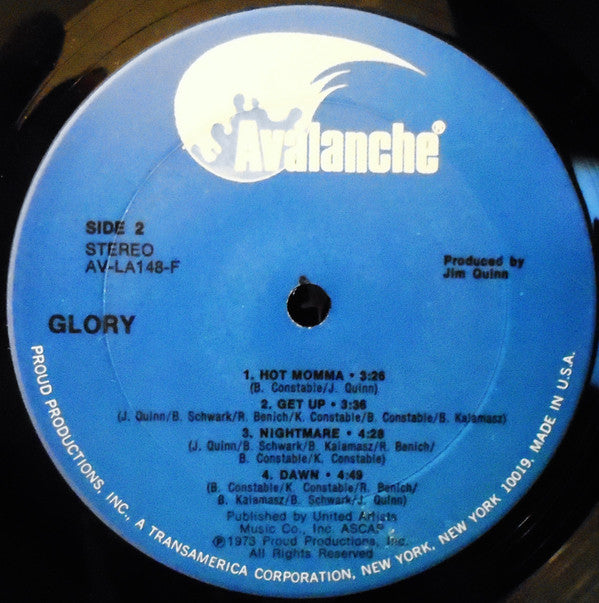 Avalanche®
SIDE 2
STEREO
AV-LA148-F
Produced by
Jim Quinn
GLORY
1. HOT MOMMA • 3:26
(B. Constable/J. Quinn)
2. GET UP • 3:36
(J. Quinn/B. Schwark/R. Benich/K. Constable/B. Constable/B. Kalamasz)
3. NIGHTMARE • 4:28
(J. Quinn/B. Schwark/B. Kalamasz/R. Benich/
B. Constable/K. Constable)
4. DAWN • 4:49
(B. Constable/K. Constable/R. Benich/
B. Kalamasz/B. Schwark/J. Quinn)
Published by United Artists
Music Co., Inc. ASCAP
℗1973 Proud Productions, Inc.
All Rights Reserved
PROUD PRODUCTIONS, INC., A TRANSAMERICA CORPORATION, NEW YORK, NEW YORK 10019. MADE IN U.S.A.